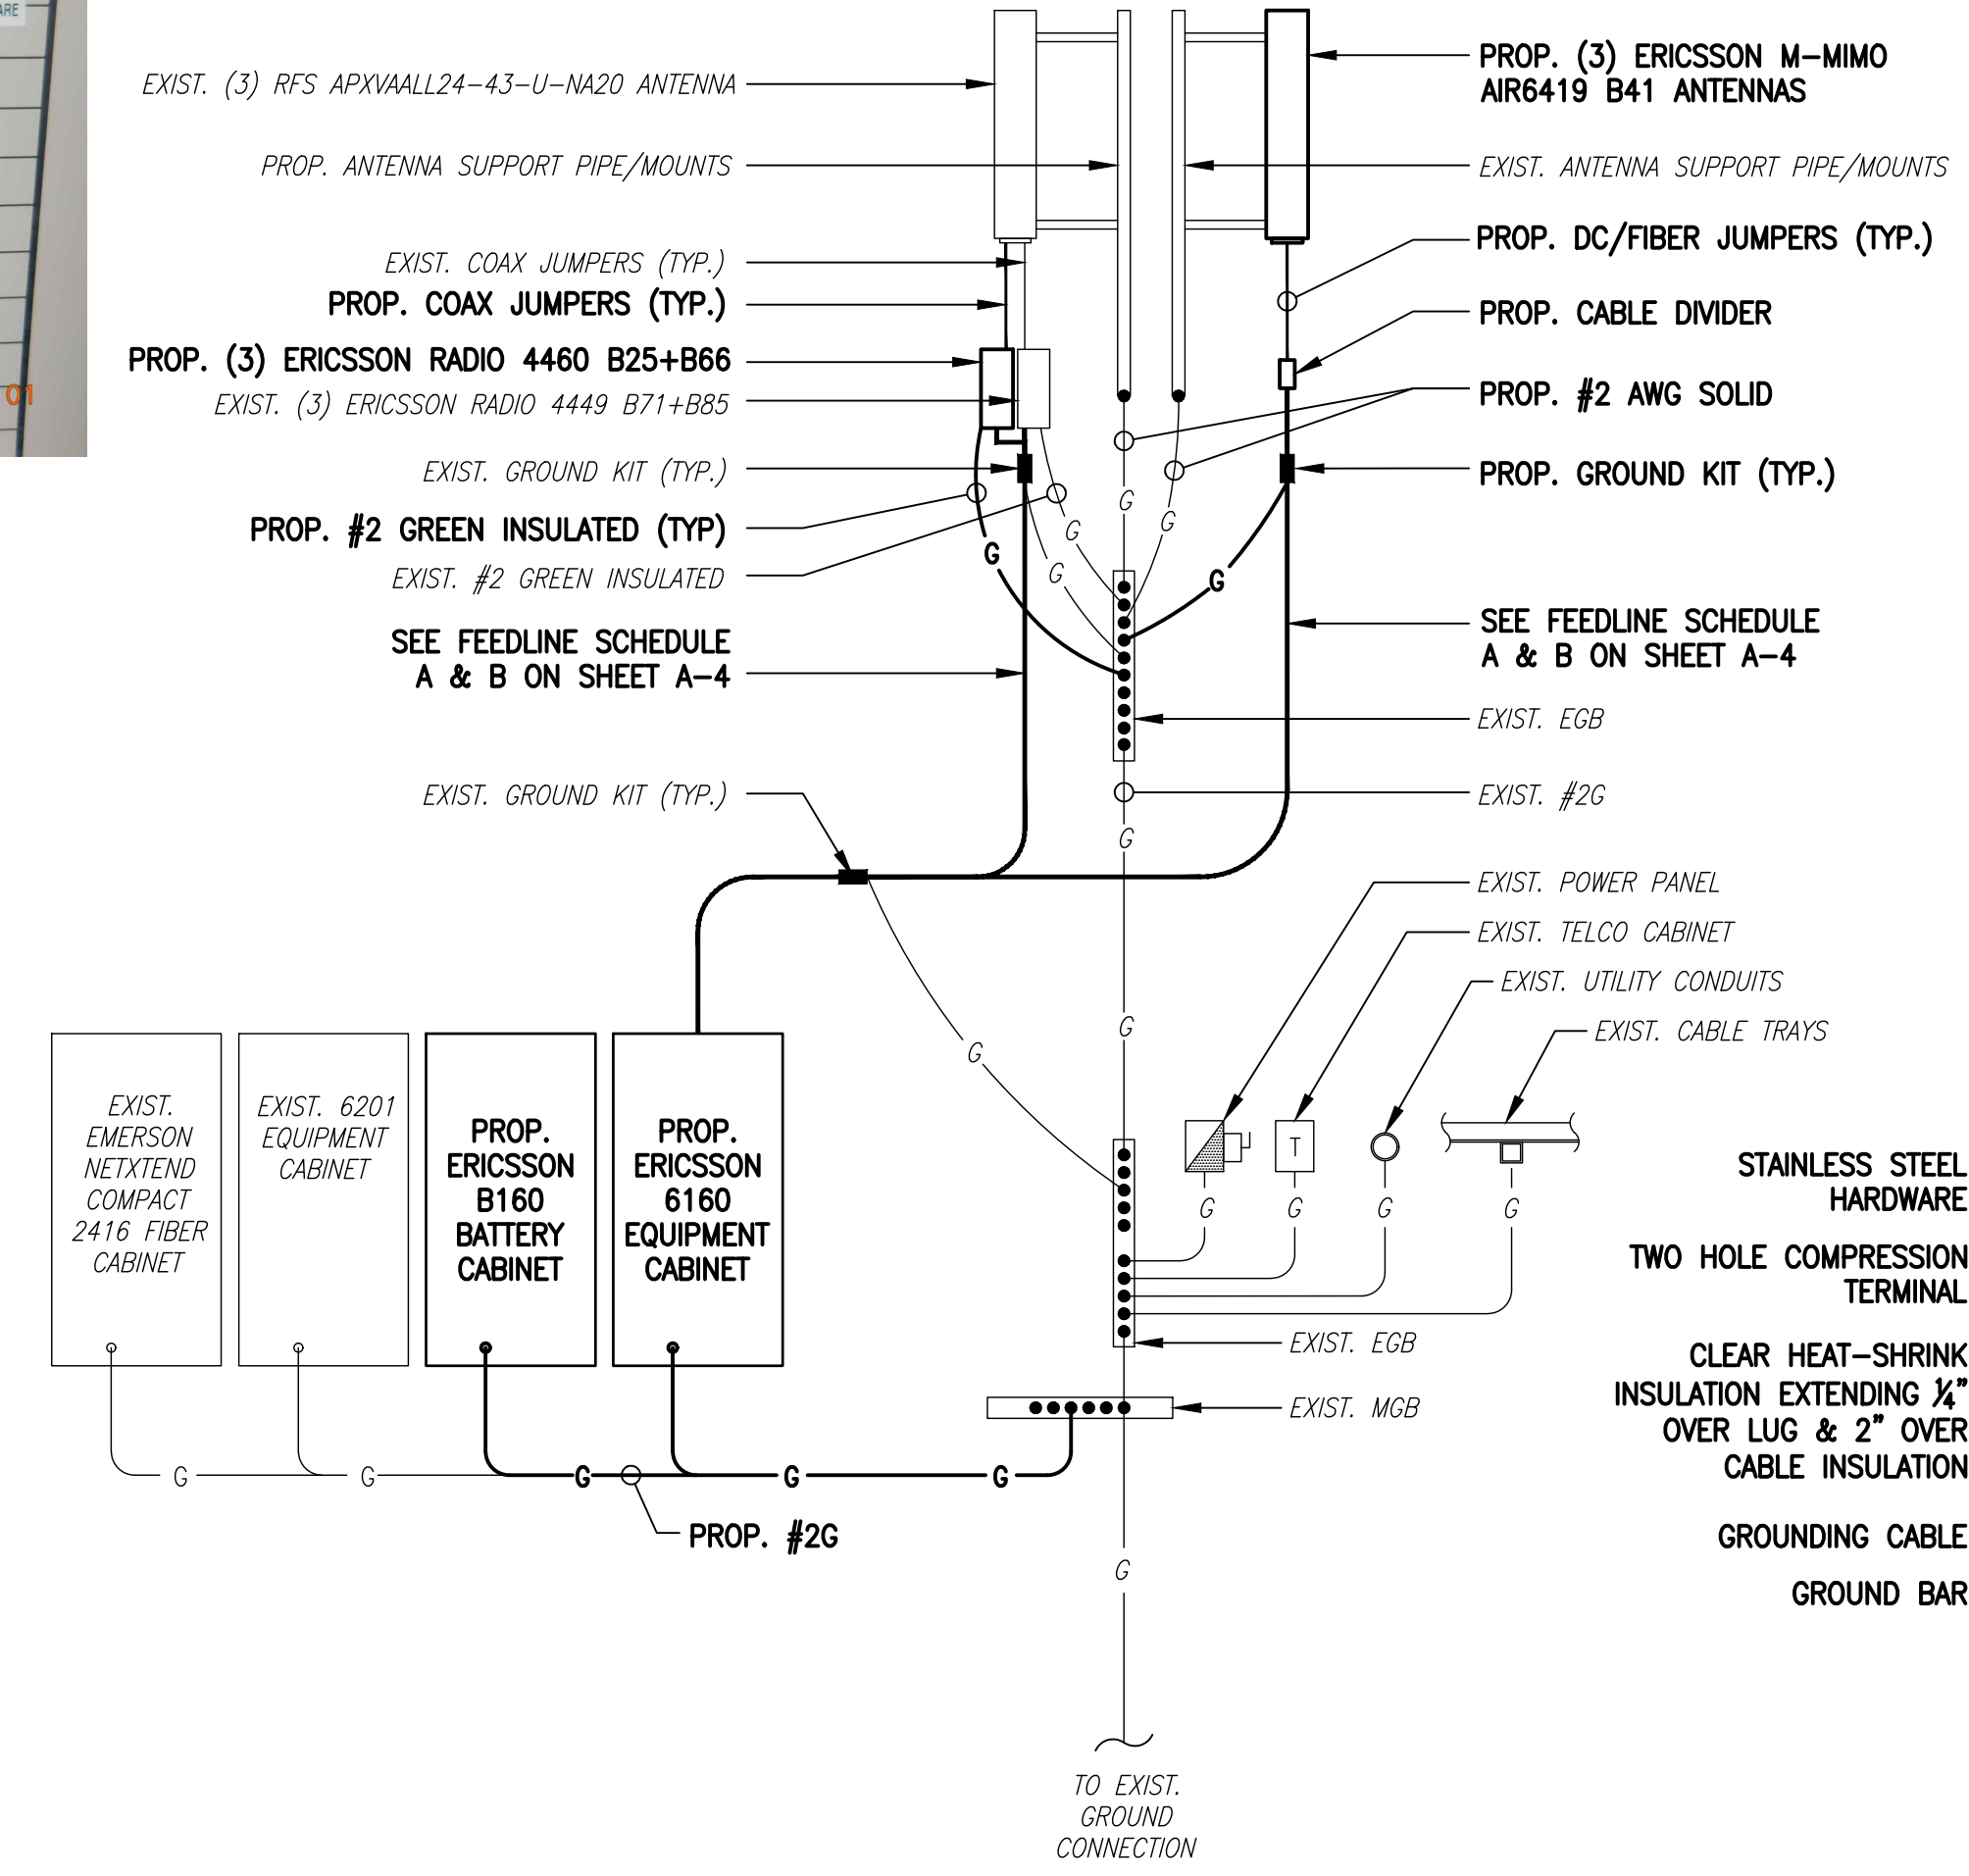 ARE
01
EXIST. (3) RFS APXVAALL24-43-U-NA20 ANTENNA
PROP. ANTENNA SUPPORT PIPE/MOUNTS
EXIST. COAX JUMPERS (TYP.)
PROP. COAX JUMPERS (TYP.)
PROP. (3) ERICSSON RADIO 4460 B25+B66
EXIST. (3) ERICSSON RADIO 4449 B71+B85
EXIST. GROUND KIT (TYP.)
PROP. #2 GREEN INSULATED (TYP)
EXIST. #2 GREEN INSULATED
SEE FEEDLINE SCHEDULE
A & B ON SHEET A-4
EXIST. GROUND KIT (TYP.)
PROP. (3) ERICSSON M-MIMO
AIR6419 B41 ANTENNAS
EXIST. ANTENNA SUPPORT PIPE/MOUNTS
PROP. DC/FIBER JUMPERS (TYP.)
PROP. CABLE DIVIDER
PROP. #2 AWG SOLID
PROP. GROUND KIT (TYP.)
SEE FEEDLINE SCHEDULE
A & B ON SHEET A-4
EXIST. EGB
EXIST. #2G
EXIST. POWER PANEL
EXIST. TELCO CABINET
EXIST. UTILITY CONDUITS
EXIST. CABLE TRAYS
G
G
G
G
G
G
G
G
G
EXIST.
EMERSON
NETXTEND
COMPACT
2416 FIBER
CABINET
EXIST. 6201
EQUIPMENT
CABINET
PROP.
ERICSSON
B160
BATTERY
CABINET
PROP.
ERICSSON
6160
EQUIPMENT
CABINET
T
G
G
G
G
EXIST. EGB
EXIST. MGB
G
G
G
G
G
PROP. #2G
G
TO EXIST.
GROUND
CONNECTION
STAINLESS STEEL
HARDWARE
TWO HOLE COMPRESSION
TERMINAL
CLEAR HEAT-SHRINK
INSULATION EXTENDING ¼"
OVER LUG & 2" OVER
CABLE INSULATION
GROUNDING CABLE
GROUND BAR